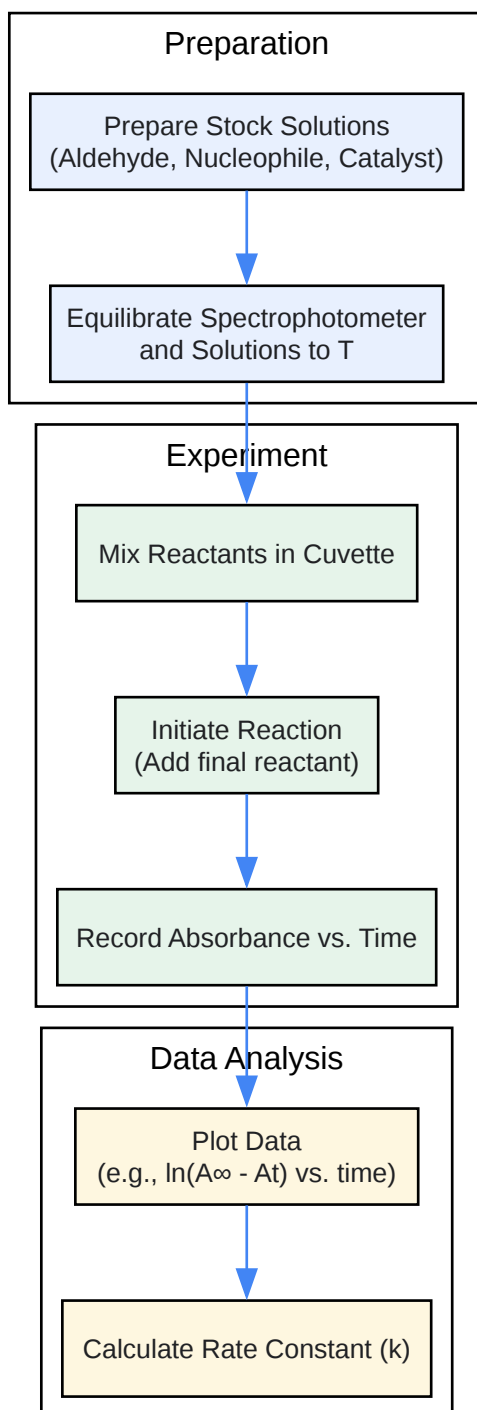 Preparation
Prepare Stock Solutions
(Aldehyde, Nucleophile, Catalyst)
Equilibrate Spectrophotometer
and Solutions to T
Experiment
Mix Reactants in Cuvette
Initiate Reaction
(Add final reactant)
Record Absorbance vs. Time
Data Analysis
Plot Data
(e.g., ln(A∞ - At) vs. time)
Calculate Rate Constant (k)